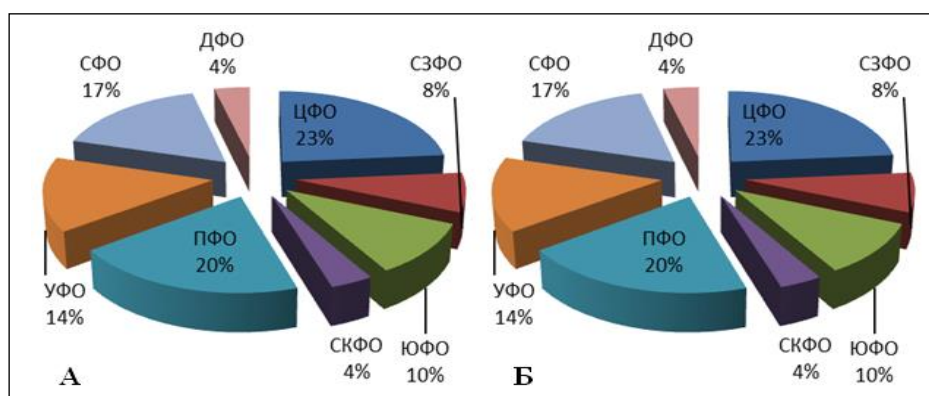 ДФО
4%
СФО
17%
СЗФО
8%
ЦФО
23%
ПФО
20%
УФО
14%
СКФО
4%
ЮФО
10%
А
ДФО
4%
СФО
17%
СЗФО
8%
ЦФО
23%
ПФО
20%
УФО
14%
СКФО
4%
ЮФО
10%
Б